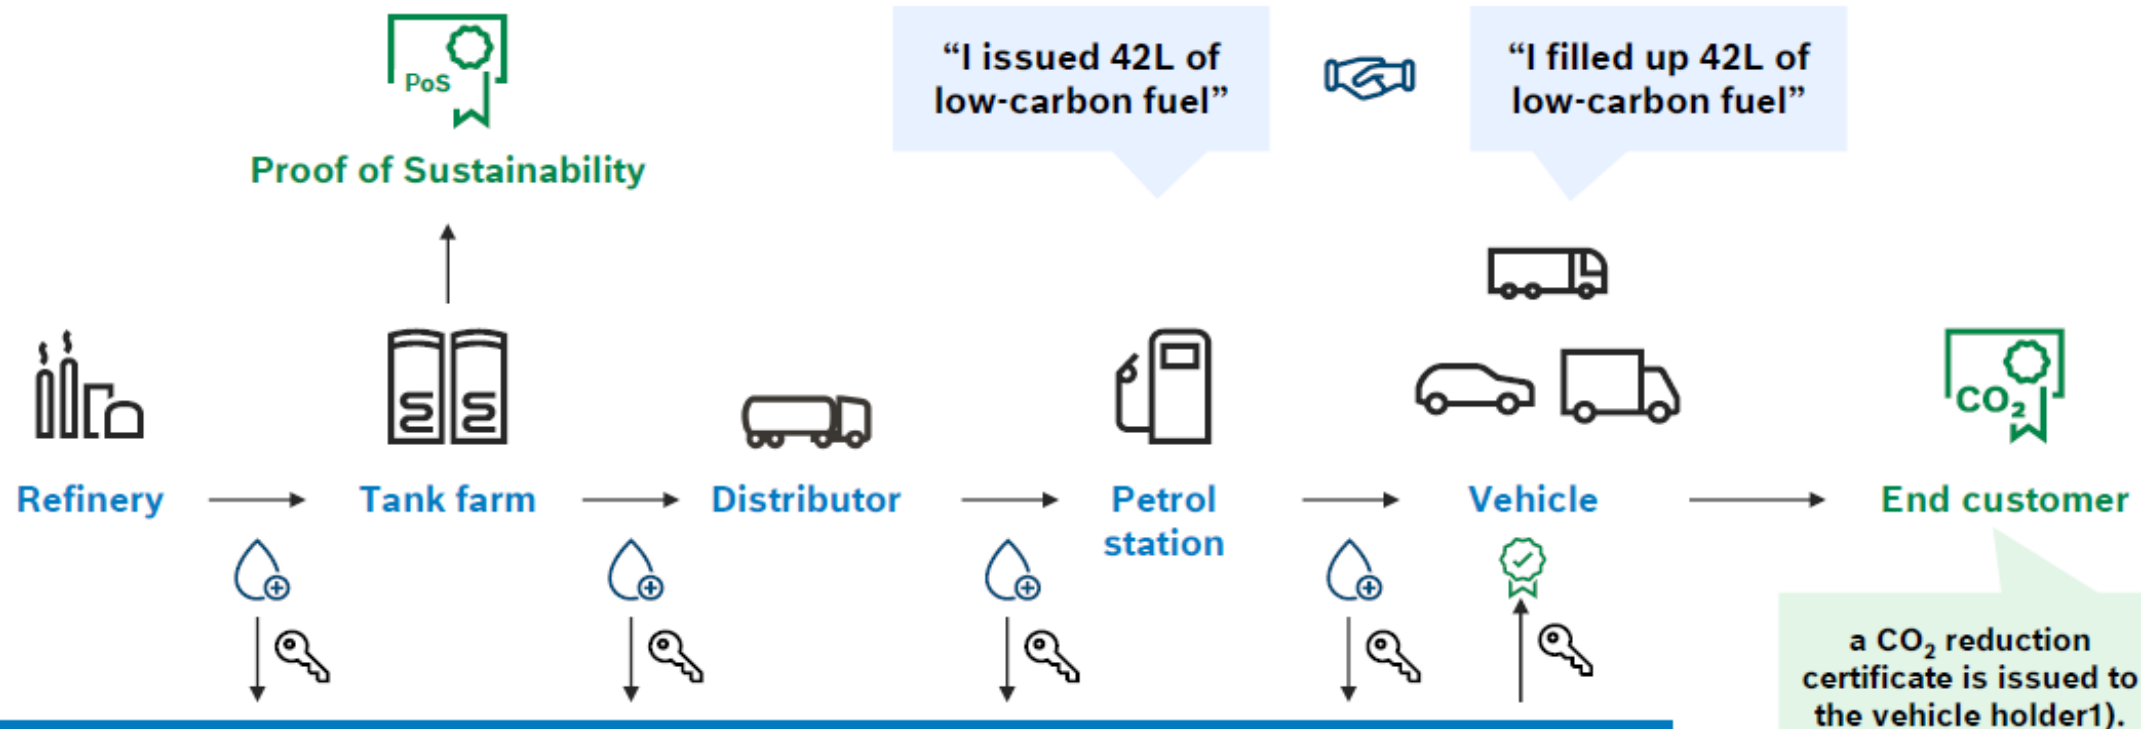 PoS
Proof of Sustainability
“I issued 42L of
low-carbon fuel”
“I filled up 42L of
low-carbon fuel”
CO₂
Refinery
Tank farm
Distributor
Petrol
station
Vehicle
End customer
a CO₂ reduction
certificate is issued to
the vehicle holder1).